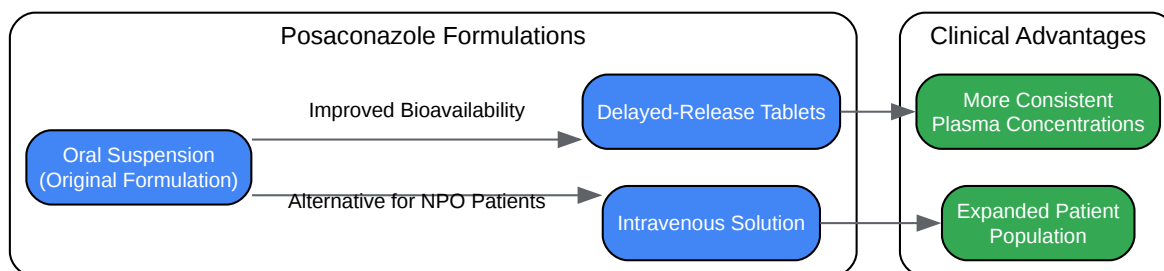 Posaconazole Formulations
Clinical Advantages
Oral Suspension
(Original Formulation)
Improved Bioavailability
Alternative for NPO Patients
Delayed-Release Tablets
Intravenous Solution
More Consistent
Plasma Concentrations
Expanded Patient
Population